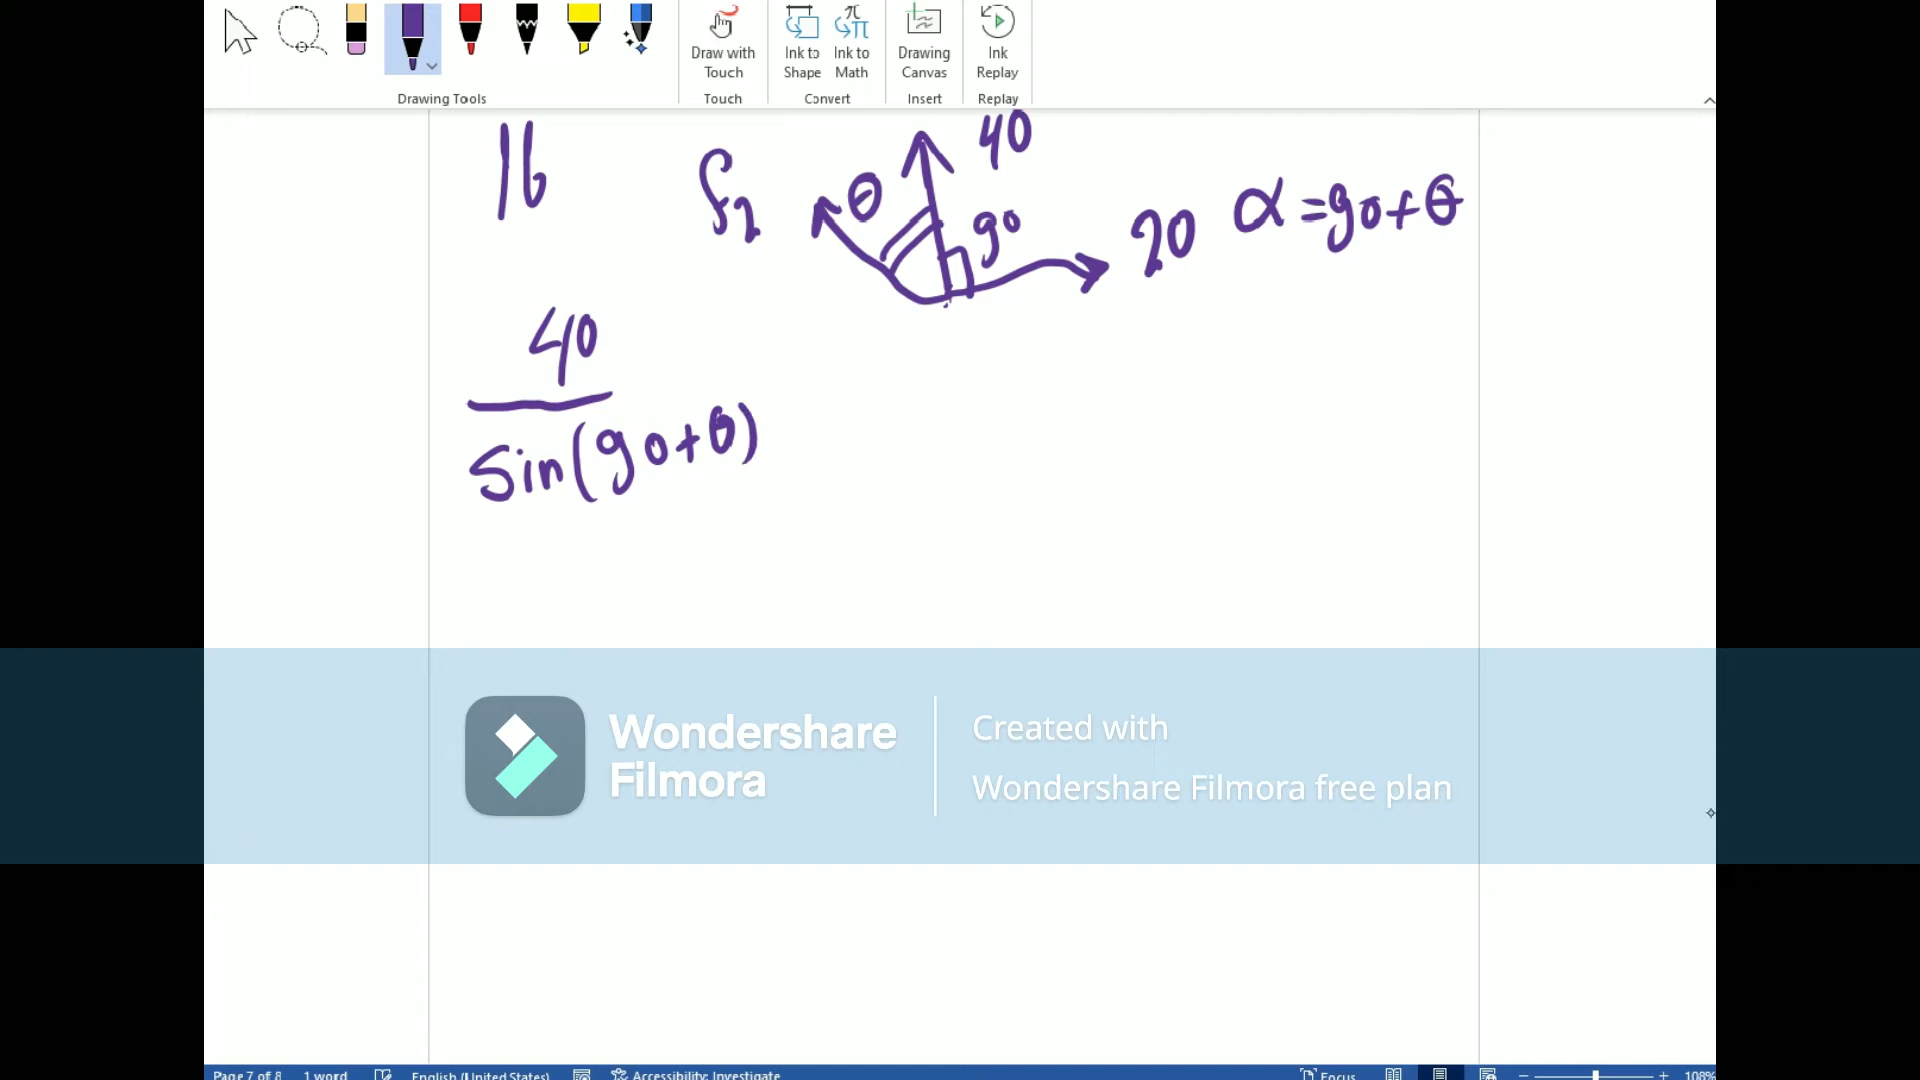 Draw with Touch
Ink to Shape
Ink to Math
Drawing Canvas
Ink Replay
Drawing Tools
Touch
Convert
Insert
Replay
16
f2
θ
40
90
20
α = 90 + θ
40
sin(90+θ)
Wondershare
Filmora
Created with
Wondershare Filmora free plan
Page 7 of 8 1 word English (United States) Accessibility: Investigate Focus 108%